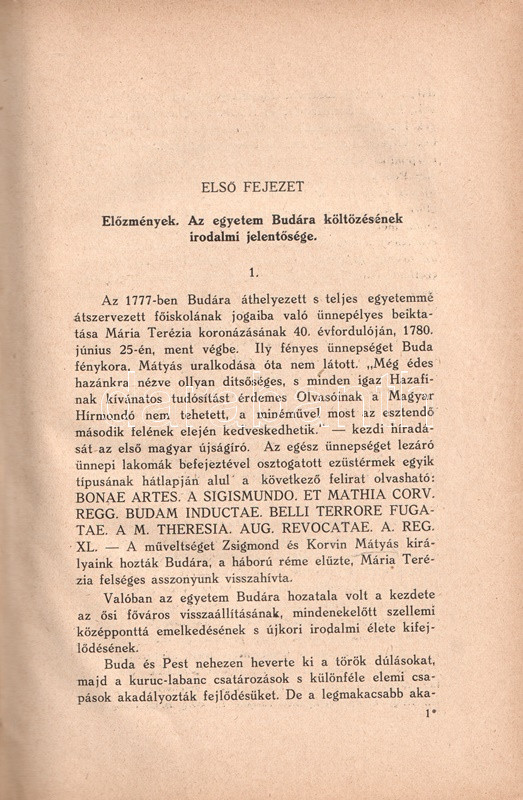 ELSŐ FEJEZET
Előzmények. Az egyetem Budára költözésének
irodalmi jelentősége.
1.
Az 1777-ben Budára áthelyezett s teljes egyetemmé
átszervezett főiskolának jogaiba való ünnepélyes beikta-
tása Mária Terézia koronázásának 40. évfordulóján, 1780.
június 25-én, ment végbe. Ily fényes ünnepséget Buda
fénykora. Mátyás uralkodása óta nem látott. „Még édes
hazánkra nézve ollyan ditsőséges, s minden igaz Hazafi-
nak kívánatos tudósítást érdemes Olvasóinak a Magyar
Hírmondó nem tehetett, a minéművel most az esztendő
második felének elején kedveskedhetik." — kezdi híradá-
sát az első magyar újságíró. Az egész ünnepséget lezáró
ünnepi lakomák befejeztével osztogatott ezüstérmek egyik
típusának hátlapján alul a következő felirat olvasható:
BONAE ARTES. A SIGISMUNDO. ET MATHIA CORV.
REGG. BUDAM INDUCTAE. BELLI TERRORE FUGA-
TAE. A M. THERESIA. AUG. REVOCATAE. A. REG.
XL. — A műveltséget Zsigmond és Korvin Mátyás kirá-
lyaink hozták Budára, a háború réme elűzte, Mária Teré-
zia felséges asszonyunk visszahívta.
Valóban az egyetem Budára hozatala volt a kezdete
az ősi főváros visszaállításának, mindenekelőtt szellemi
középponttá emelkedésének s újkori irodalmi élete kifej-
lődésének.
Buda és Pest nehezen heverte ki a török dúlásokat,
majd a kuruc-labanc csatározások s különféle elemi csa-
pások akadályozták fejlődésüket. De a legmakacsabb aka-
1*